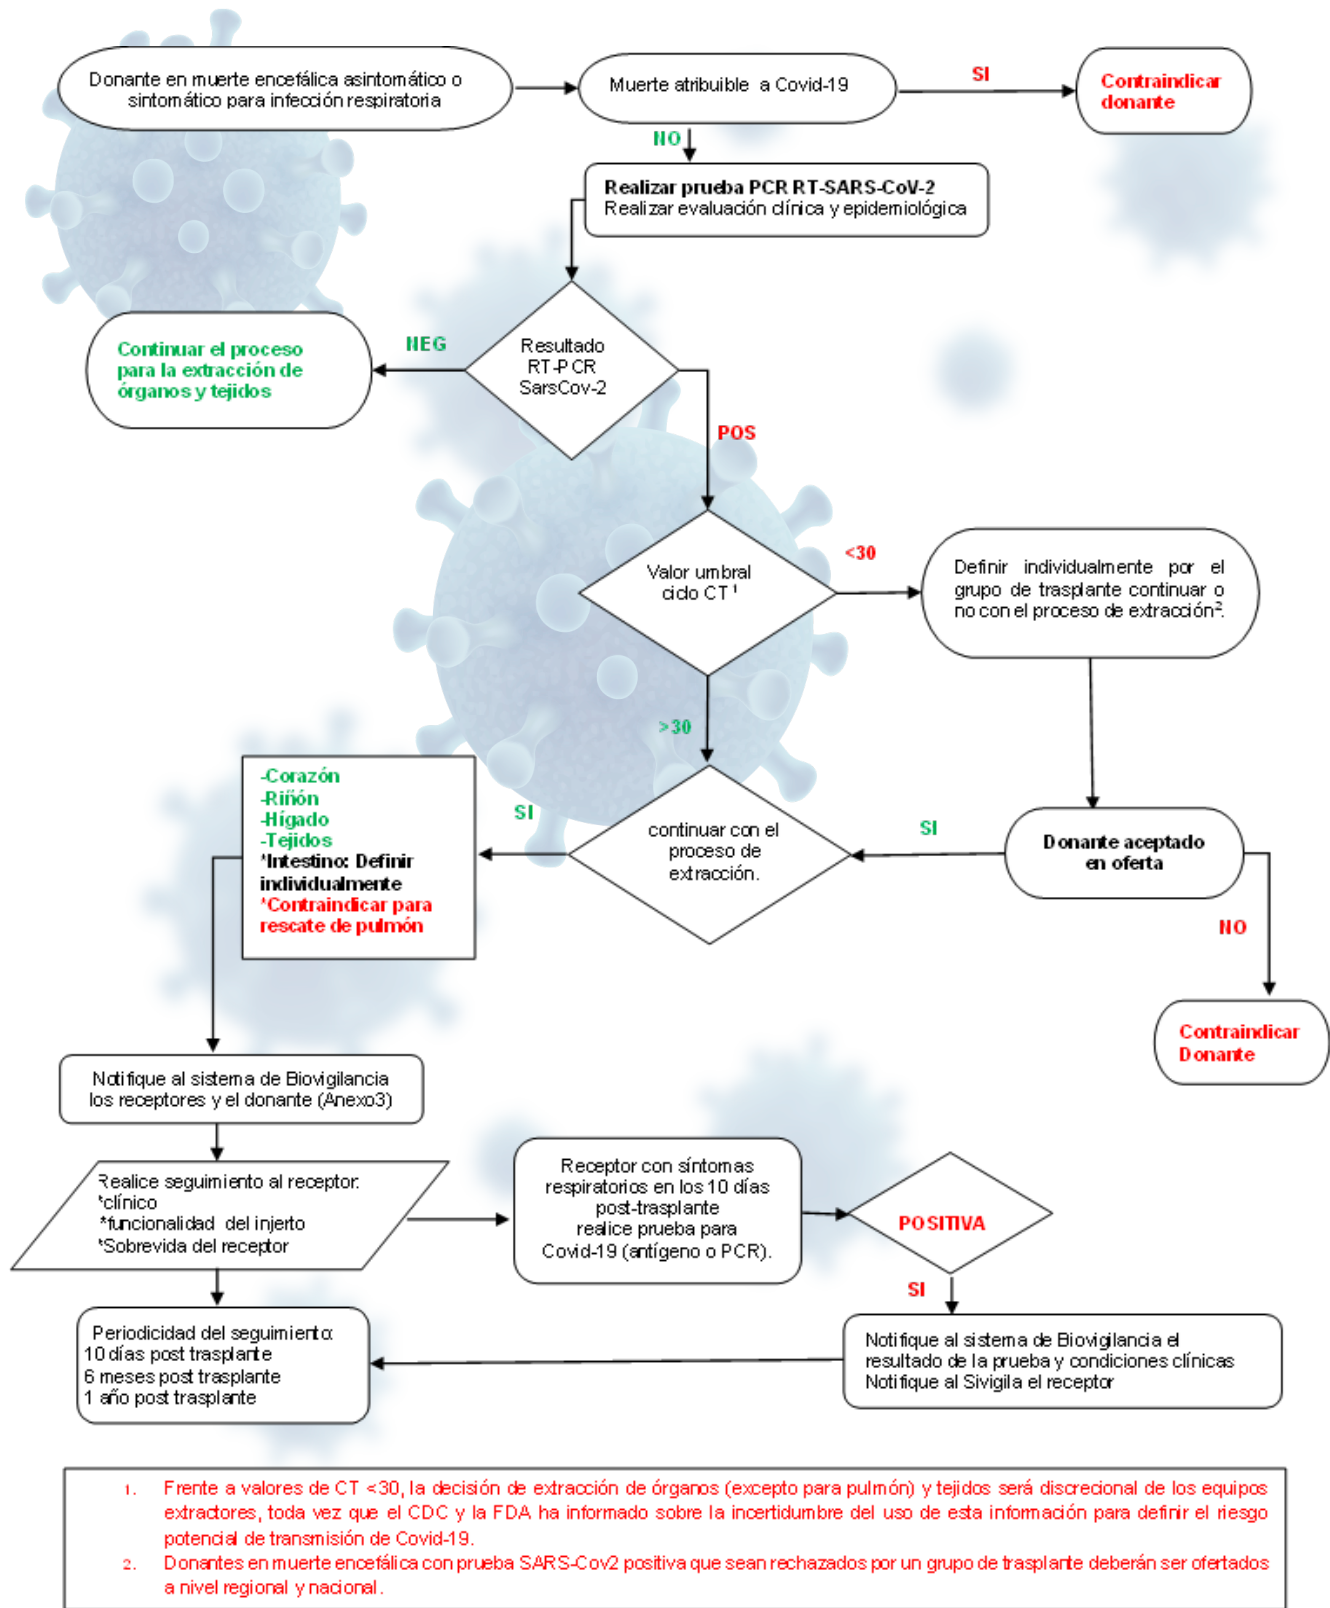 Donante en muerte encefálica asintomático o
sintomático para infección respiratoria
Muerte atribuible a Covid-19
SI
Contraindicar
donante
NO
Realizar prueba PCR RT-SARS-CoV-2
Realizar evaluación clínica y epidemiológica
Continuar el proceso
para la extracción de
órganos y tejidos
NEG
Resultado
RT-PCR
SarsCov-2
POS
Valor umbral
ciclo CT¹
<30
Definir individualmente por el
grupo de trasplante continuar o
no con el proceso de extracción².
>30
-Corazón
-Riñón
-Hígado
-Tejidos
*Intestino: Definir
individualmente
*Contraindicar para
rescate de pulmón
SI
continuar con el
proceso de
extracción.
SI
Donante aceptado
en oferta
NO
Contraindicar
Donante
Notifique al sistema de Biovigilancia
los receptores y el donante (Anexo3)
Realice seguimiento al receptor:
*clínico
*funcionalidad del injerto
*Sobrevida del receptor
Receptor con síntomas
respiratorios en los 10 días
post-trasplante
realice prueba para
Covid-19 (antígeno o PCR).
POSITIVA
SI
Periodicidad del seguimiento:
10 días post trasplante
6 meses post trasplante
1 año post trasplante
Notifique al sistema de Biovigilancia el
resultado de la prueba y condiciones clínicas
Notifique al Sivigila el receptor
1. Frente a valores de CT <30, la decisión de extracción de órganos (excepto para pulmón) y tejidos será discrecional de los equipos
extractores, toda vez que el CDC y la FDA ha informado sobre la incertidumbre del uso de esta información para definir el riesgo
potencial de transmisión de Covid-19.
2. Donantes en muerte encefálica con prueba SARS-Cov2 positiva que sean rechazados por un grupo de trasplante deberán ser ofertados
a nivel regional y nacional.